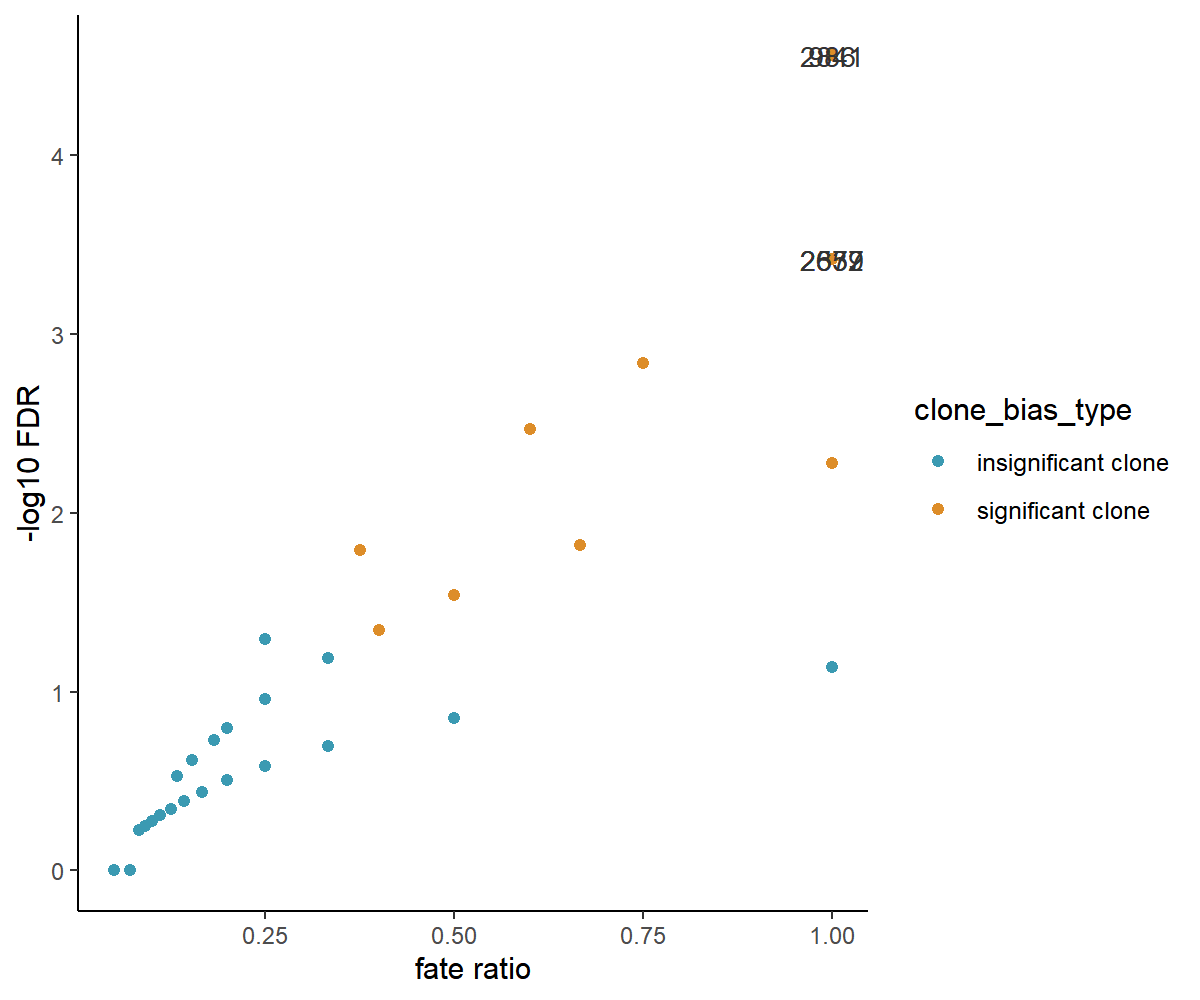 -log10 FDR
4
3
2
1
0
0.25
0.50
0.75
1.00
fate ratio
clone_bias_type
insignificant clone
significant clone